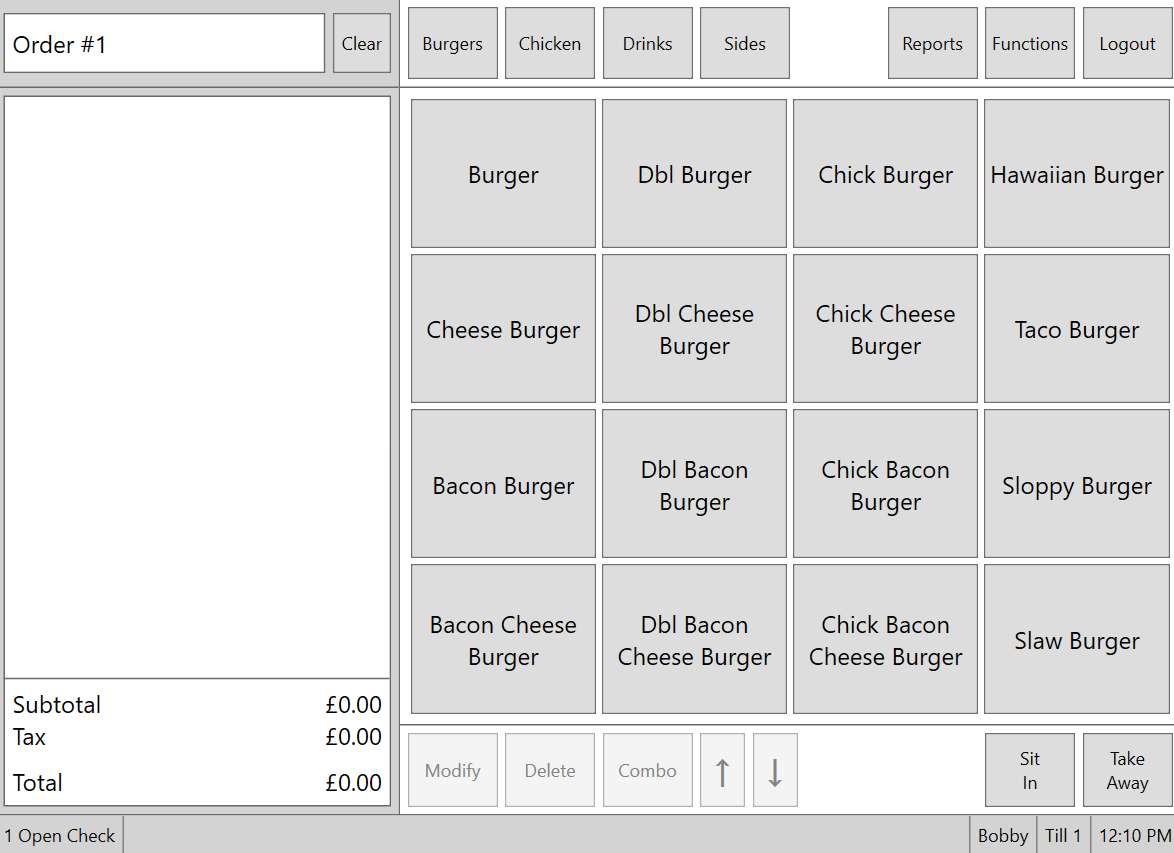 Order #1
Clear
Burgers
Chicken
Drinks
Sides
Reports
Functions
Logout
Burger
Dbl Burger
Chick Burger
Hawaiian Burger
Cheese Burger
Dbl Cheese
Burger
Chick Cheese
Burger
Taco Burger
Bacon Burger
Dbl Bacon
Burger
Chick Bacon
Burger
Sloppy Burger
Bacon Cheese
Burger
Dbl Bacon
Cheese Burger
Chick Bacon
Cheese Burger
Slaw Burger
Subtotal £0.00
Tax £0.00
Total £0.00
Modify
Delete
Combo
↑
↓
Sit
In
Take
Away
1 Open Check
Bobby
Till 1
12:10 PM